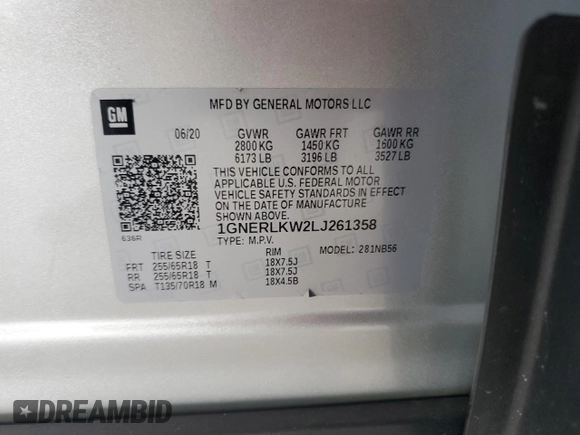 GM
MFD BY GENERAL MOTORS LLC
06/20 GVWR GAWR FRT GAWR RR
2800 KG 1450 KG 1600 KG
6173 LB 3196 LB 3527 LB
THIS VEHICLE CONFORMS TO ALL
APPLICABLE U.S. FEDERAL MOTOR
VEHICLE SAFETY STANDARDS IN EFFECT
ON THE DATE OF MANUFACTURE
SHOWN ABOVE.
1GNERLKW2LJ261358
636R
TYPE: M.P.V. MODEL: 281NB56
TIRE SIZE RIM
FRT 255/65R18 T 18X7.5J
RR 255/65R18 T 18X7.5J
SPA T135/70R18 M 18X4.5B
DREAMBID